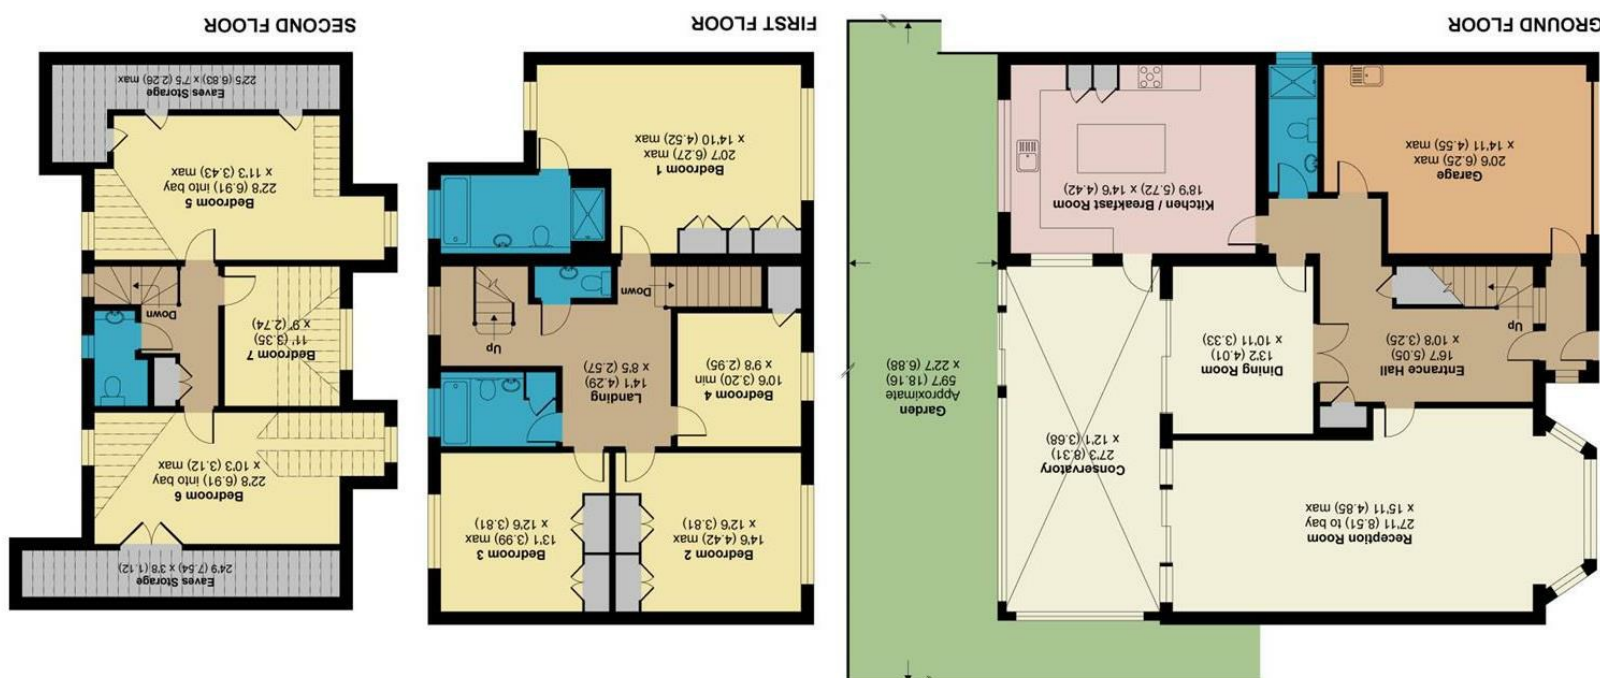 Reception Room
27'11 (8.51) to bay
x 15'11 (4.85) max
Conservatory
27'3 (8.31)
x 12'1 (3.68)
Garden
Approximate
59'7 (18.16)
x 22'7 (6.88)
Entrance Hall
16'7 (5.05)
x 10'8 (3.25)
Dining Room
13'2 (4.01)
x 10'11 (3.33)
Up
Garage
20'6 (6.25) max
x 14'11 (4.55) max
Kitchen / Breakfast Room
18'9 (5.72) x 14'6 (4.42)
GROUND FLOOR
Bedroom 2
14'6 (4.42) max
x 12'6 (3.81)
Bedroom 3
13'1 (3.99) max
x 12'6 (3.81)
Bedroom 4
10'6 (3.20) min
x 9'8 (2.95)
Landing
14'1 (4.29)
x 8'5 (2.57)
Up
Down
Bedroom 1
20'7 (6.27) max
x 14'10 (4.52) max
FIRST FLOOR
Eaves Storage
24'9 (7.54) x 3'8 (1.12)
Bedroom 6
22'8 (6.91) into bay
x 10'3 (3.12) max
Bedroom 7
11' (3.35)
x 9' (2.74)
Down
Bedroom 5
22'8 (6.91) into bay
x 11'3 (3.43) max
Eaves Storage
22'5 (6.83) x 7'5 (2.26) max
SECOND FLOOR